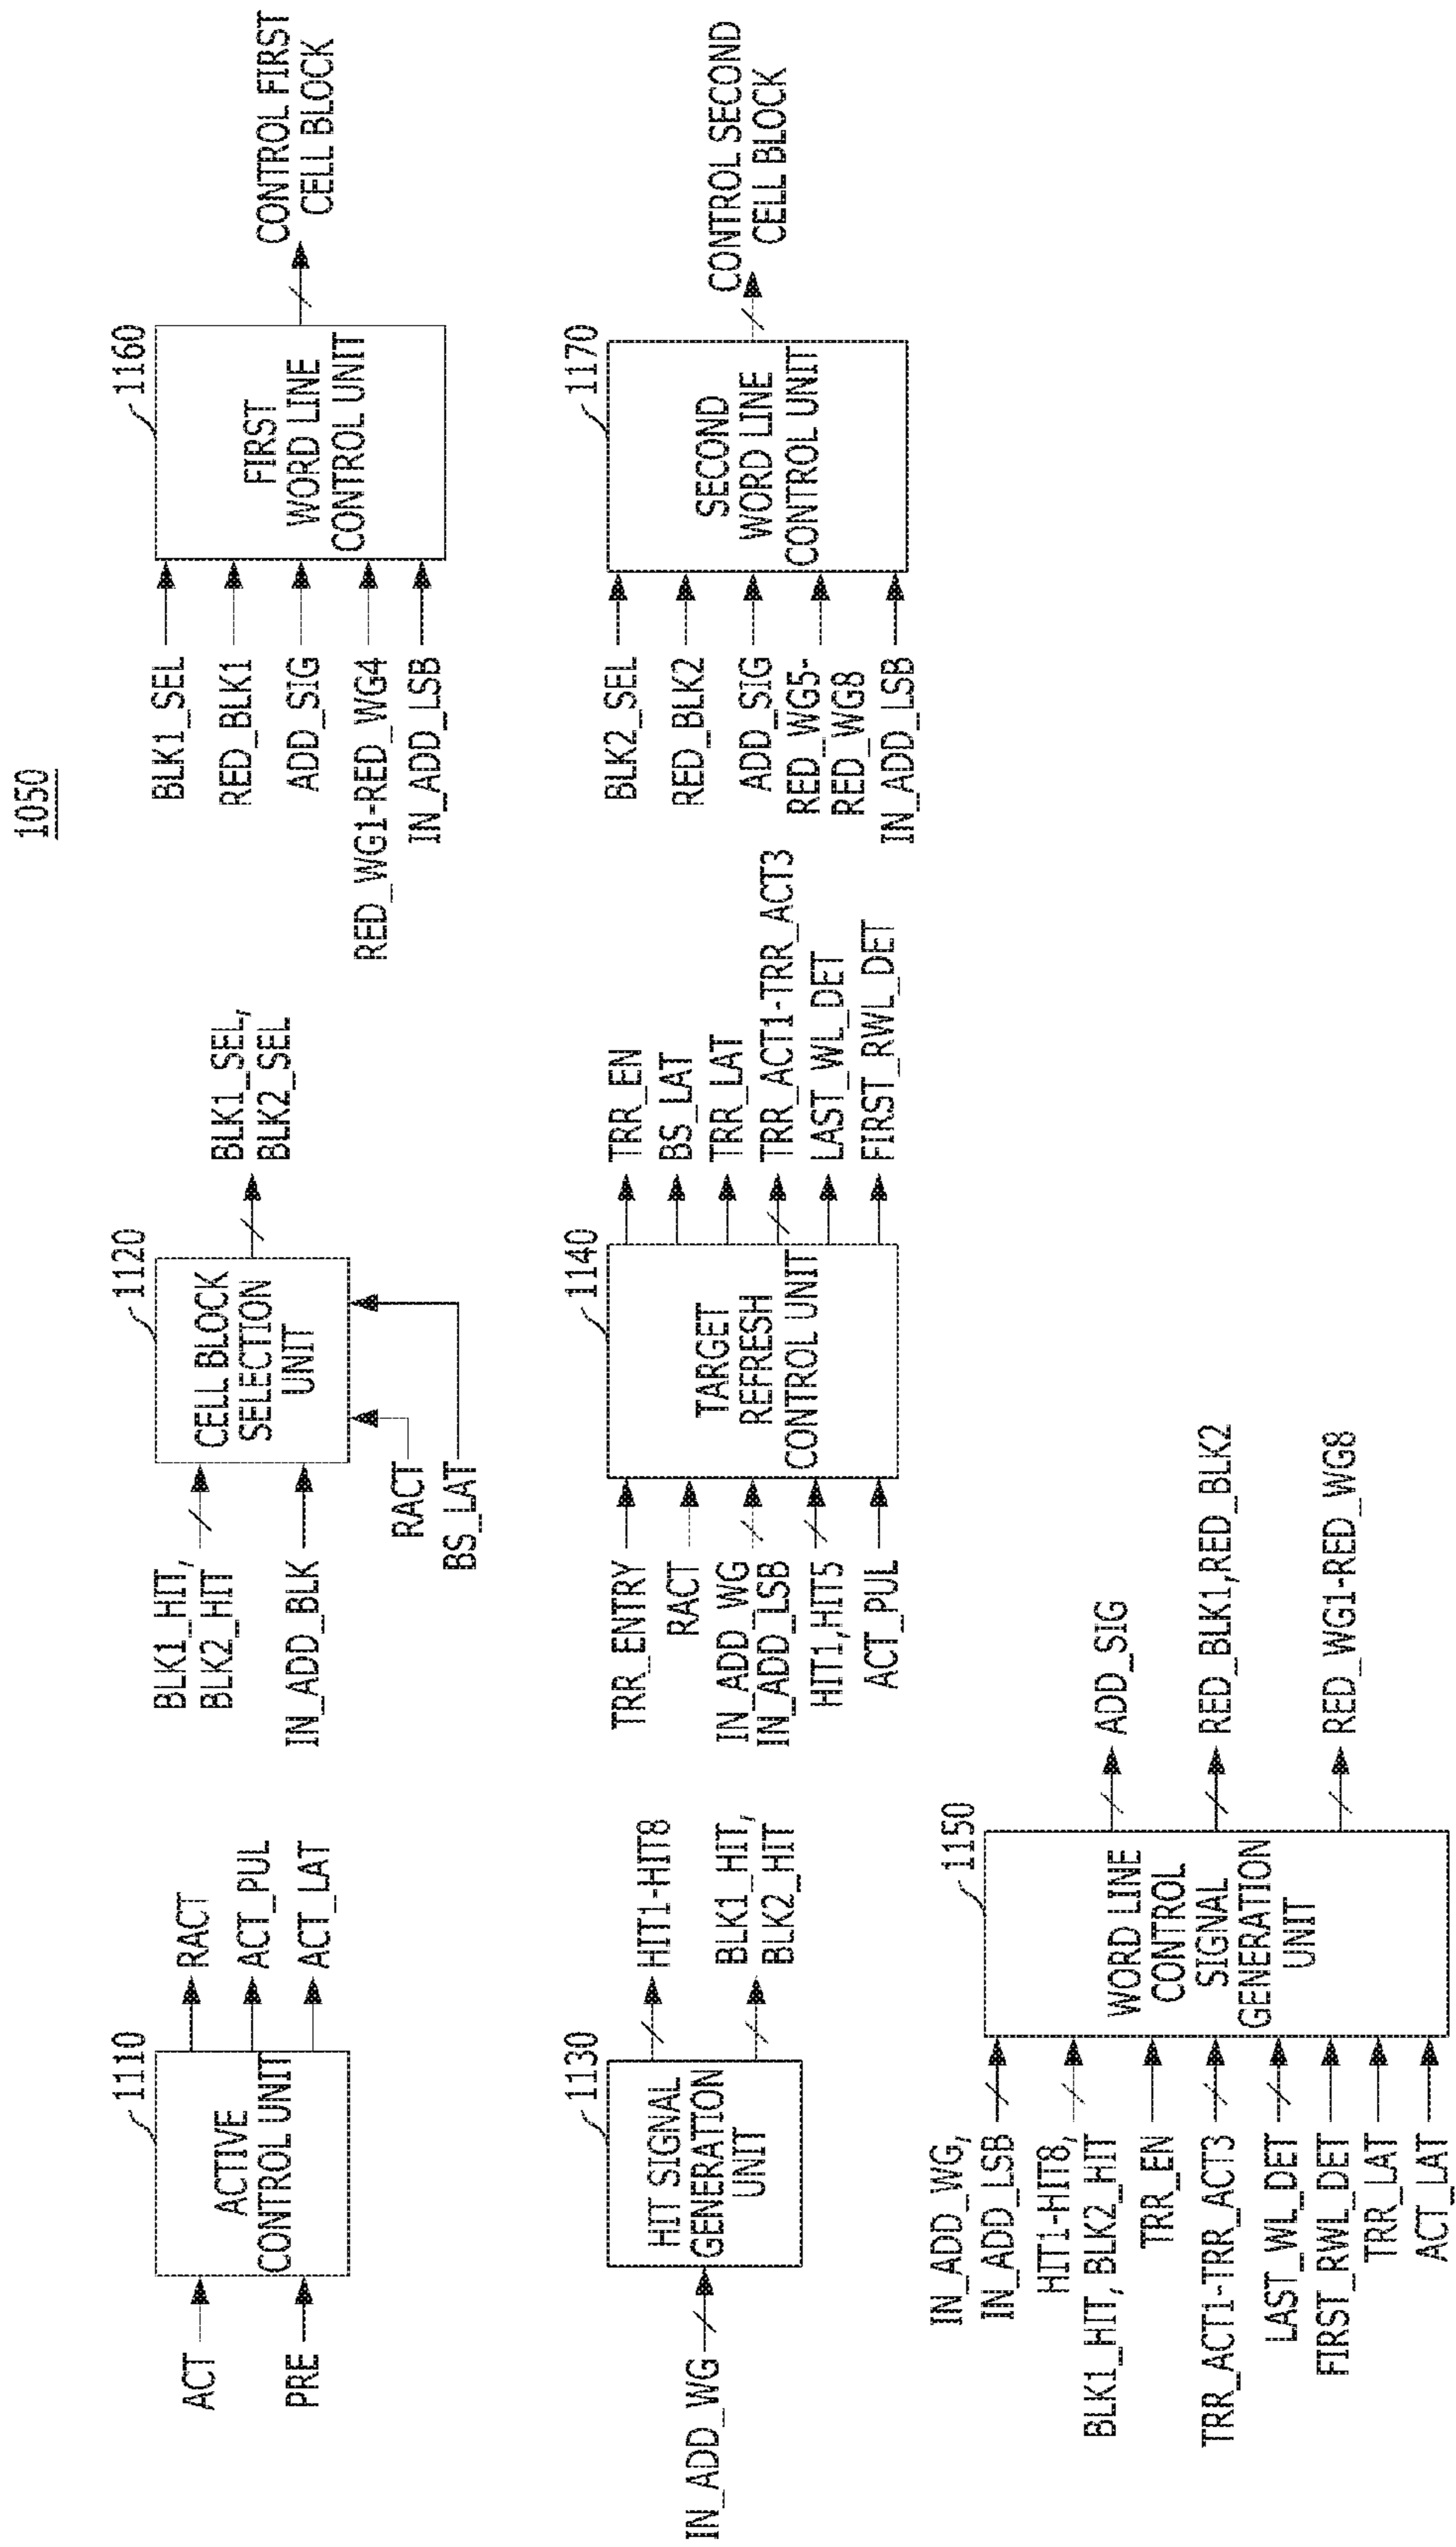 1050
1110
ACTIVE
CONTROL UNIT
ACT
PRE
RACT
ACT_PUL
ACT_LAT
1120
CELL BLOCK
SELECTION
UNIT
BLK1_HIT,
BLK2_HIT
IN_ADD_BLK
RACT
BS_LAT
BLK1_SEL,
BLK2_SEL
1160
FIRST
WORD LINE
CONTROL UNIT
BLK1_SEL
RED_BLK1
ADD_SIG
RED_WG1-RED_WG4
IN_ADD_LSB
CONTROL FIRST
CELL BLOCK
1130
HIT SIGNAL
GENERATION
UNIT
IN_ADD_WG
HIT1-HIT8
BLK1_HIT,
BLK2_HIT
1140
TARGET
REFRESH
CONTROL UNIT
TRR_ENTRY
RACT
IN_ADD_WG
IN_ADD_LSB
HIT1,HIT5
ACT_PUL
TRR_EN
BS_LAT
TRR_LAT
TRR_ACT1-TRR_ACT3
LAST_WL_DET
FIRST_RWL_DET
1170
SECOND
WORD LINE
CONTROL UNIT
BLK2_SEL
RED_BLK2
ADD_SIG
RED_WG5-
RED_WG8
IN_ADD_LSB
CONTROL SECOND
CELL BLOCK
1150
WORD LINE
CONTROL
SIGNAL
GENERATION
UNIT
IN_ADD_WG,
IN_ADD_LSB
HIT1-HIT8,
BLK1_HIT, BLK2_HIT
TRR_EN
TRR_ACT1-TRR_ACT3
LAST_WL_DET
FIRST_RWL_DET
TRR_LAT
ACT_LAT
ADD_SIG
RED_BLK1,RED_BLK2
RED_WG1-RED_WG8